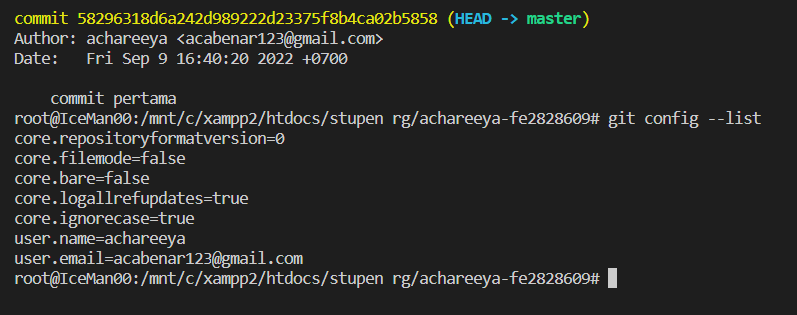 commit 58296318d6a242d989222d23375f8b4ca02b5858 (HEAD -> master)
Author: achareeya <acabenar123@gmail.com>
Date:   Fri Sep 9 16:40:20 2022 +0700
    commit pertama
root@IceMan00:/mnt/c/xampp2/htdocs/stupen rg/achareeya-fe2828609# git config --list
core.repositoryformatversion=0
core.filemode=false
core.bare=false
core.logallrefupdates=true
core.ignorecase=true
user.name=achareeya
user.email=acabenar123@gmail.com
root@IceMan00:/mnt/c/xampp2/htdocs/stupen rg/achareeya-fe2828609#